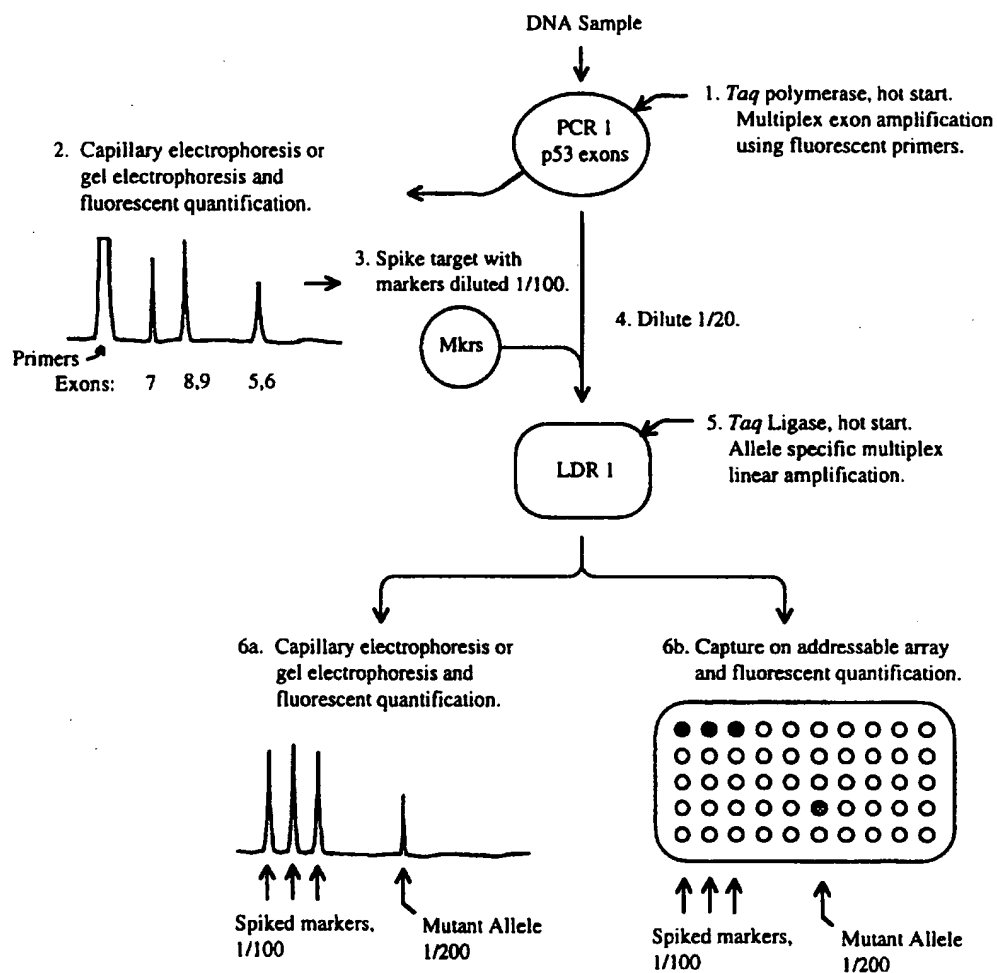 DNA Sample
PCR 1
p53 exons
1. Taq polymerase, hot start.
Multiplex exon amplification
using fluorescent primers.
2. Capillary electrophoresis or
gel electrophoresis and
fluorescent quantification.
Primers
Exons: 7 8,9 5,6
3. Spike target with
markers diluted 1/100.
Mkrs
4. Dilute 1/20.
LDR 1
5. Taq Ligase, hot start.
Allele specific multiplex
linear amplification.
6a. Capillary electrophoresis or
gel electrophoresis and
fluorescent quantification.
Spiked markers,
1/100
Mutant Allele
1/200
6b. Capture on addressable array
and fluorescent quantification.
Spiked markers,
1/100
Mutant Allele
1/200